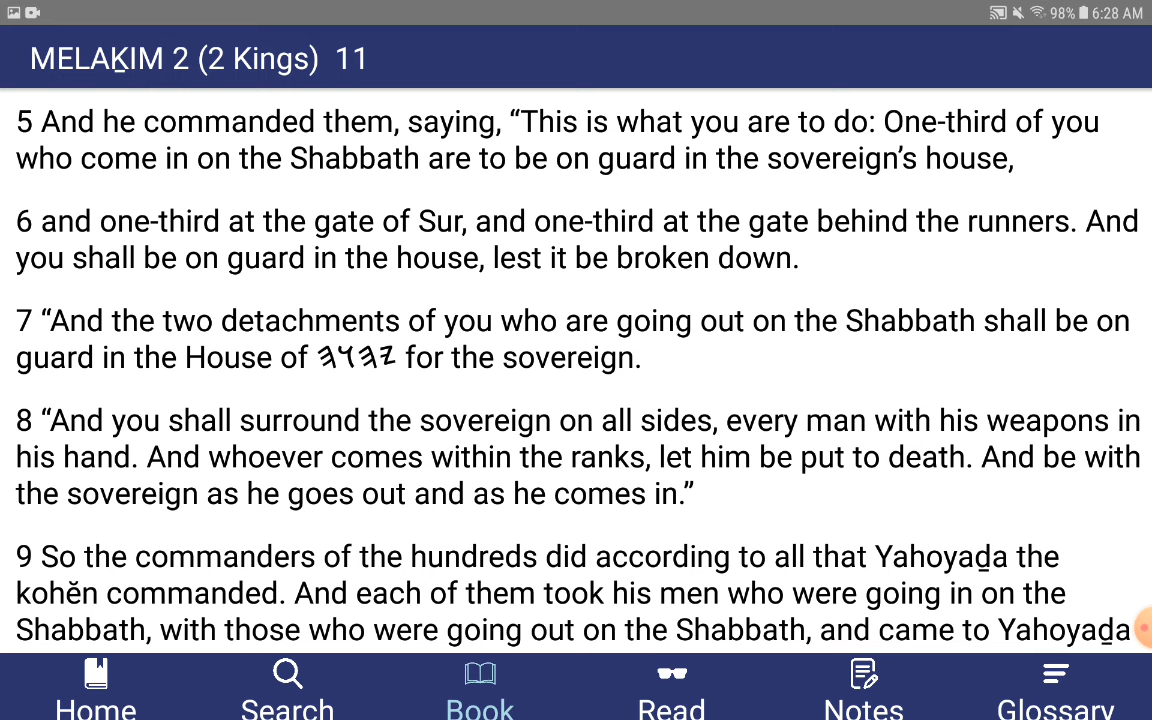 98% 6:28 AM
MELAḴIM 2 (2 Kings) 11
5 And he commanded them, saying, “This is what you are to do: One-third of you
who come in on the Shabbath are to be on guard in the sovereign’s house,
6 and one-third at the gate of Sur, and one-third at the gate behind the runners. And
you shall be on guard in the house, lest it be broken down.
7 “And the two detachments of you who are going out on the Shabbath shall be on
guard in the House of 𐤉𐤄𐤅𐤄 for the sovereign.
8 “And you shall surround the sovereign on all sides, every man with his weapons in
his hand. And whoever comes within the ranks, let him be put to death. And be with
the sovereign as he goes out and as he comes in.”
9 So the commanders of the hundreds did according to all that Yahoyaḏa the
kohĕn commanded. And each of them took his men who were going in on the
Shabbath, with those who were going out on the Shabbath, and came to Yahoyaḏa
Home Search Book Read Notes Glossary